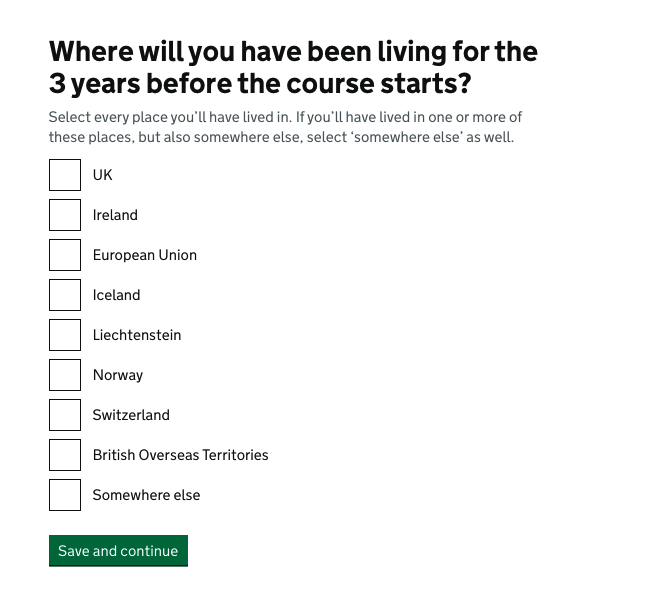 Where will you have been living for the
3 years before the course starts?
Select every place you’ll have lived in. If you’ll have lived in one or more of
these places, but also somewhere else, select ‘somewhere else’ as well.
UK
Ireland
European Union
Iceland
Liechtenstein
Norway
Switzerland
British Overseas Territories
Somewhere else
Save and continue